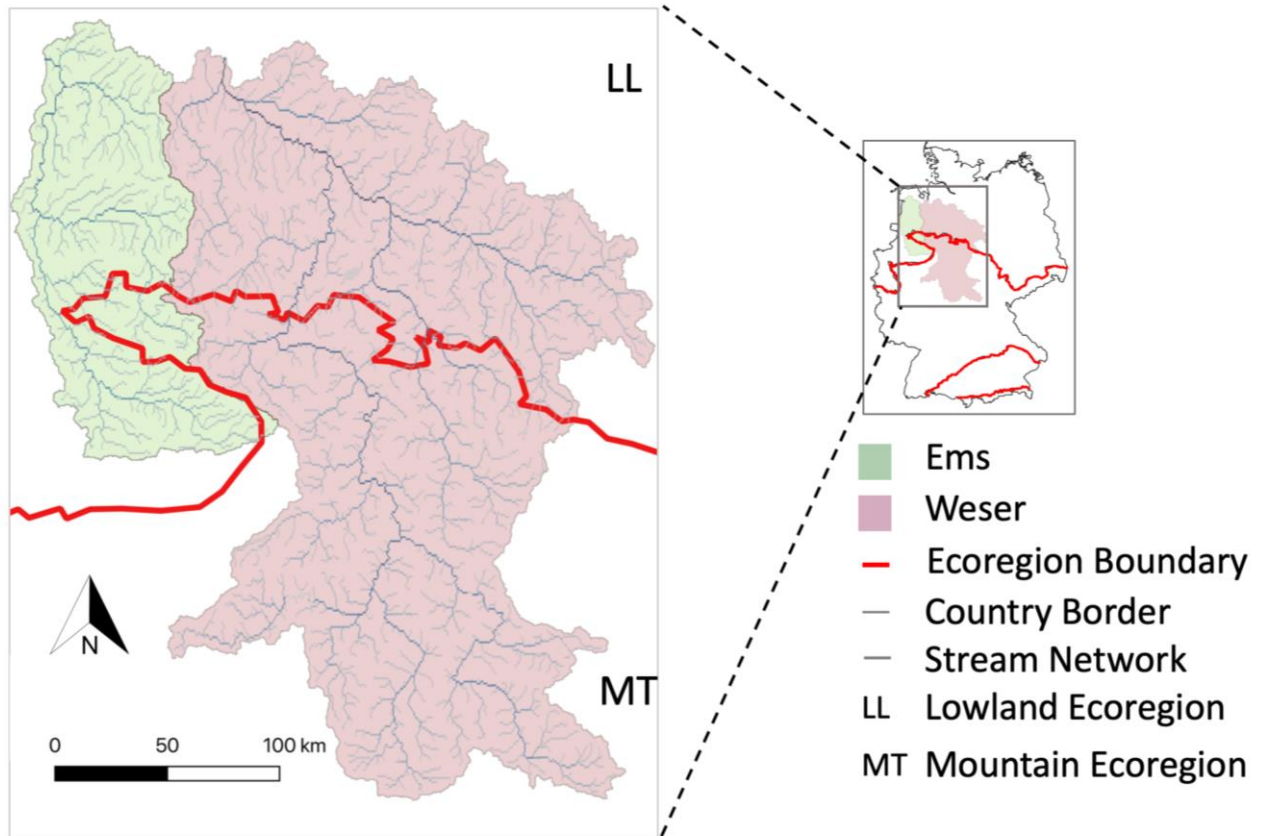 LL
MT
N
0 50 100 km
Ems
Weser
Ecoregion Boundary
Country Border
Stream Network
LL Lowland Ecoregion
MT Mountain Ecoregion